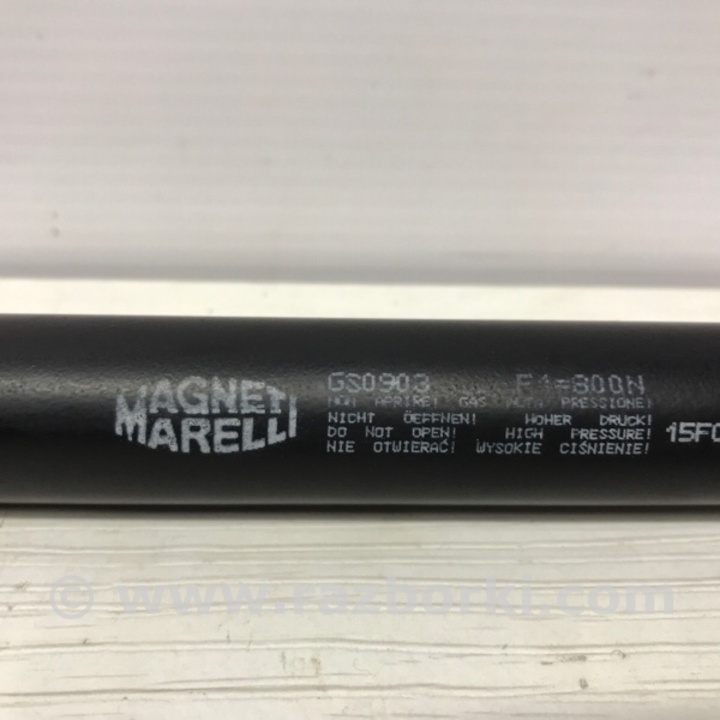 MAGNETI
MARELLI
GS0903 F1=800N
NON APRIRE! GAS ALTA PRESSIONE!
NICHT OEFFNEN! HOHER DRUCK!
DO NOT OPEN! HIGH PRESSURE!
NIE OTWIERAĆ! WYSOKIE CIŚNIENIE!
© www.razborki.com